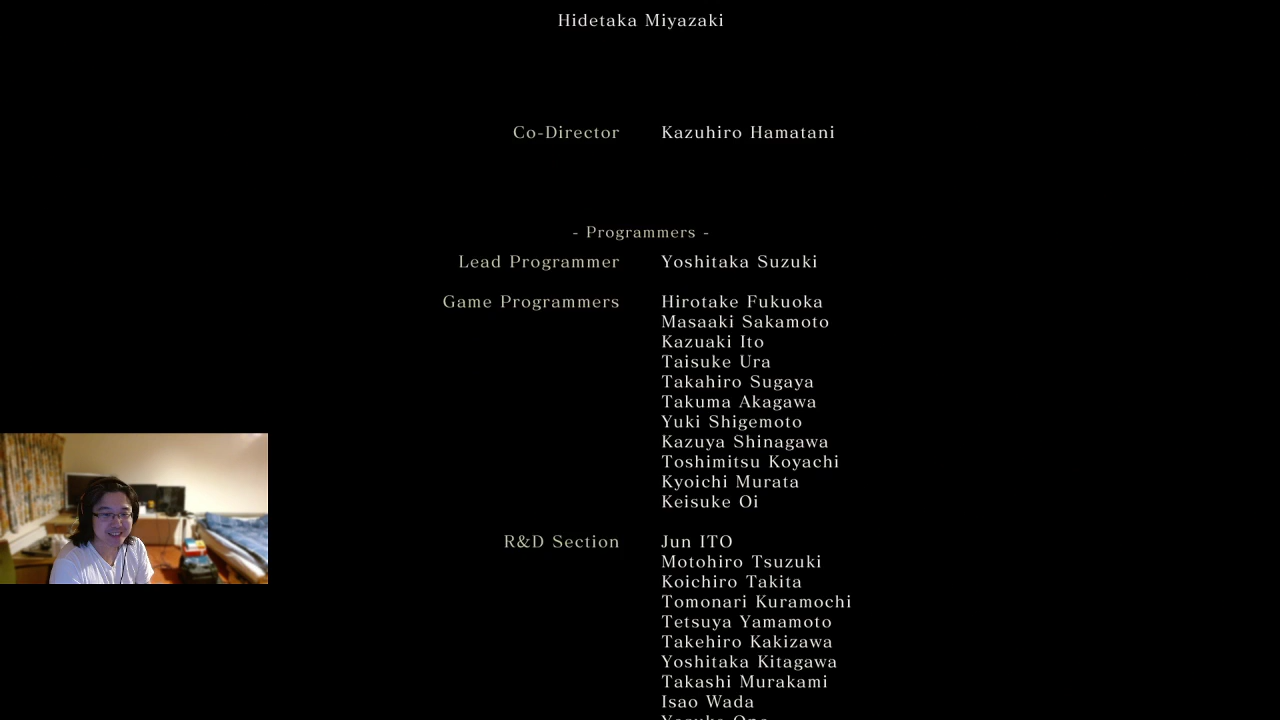 Hidetaka Miyazaki
Co-Director Kazuhiro Hamatani
- Programmers -
Lead Programmer Yoshitaka Suzuki
Game Programmers Hirotake Fukuoka
Masaaki Sakamoto
Kazuaki Ito
Taisuke Ura
Takahiro Sugaya
Takuma Akagawa
Yuki Shigemoto
Kazuya Shinagawa
Toshimitsu Koyachi
Kyoichi Murata
Keisuke Oi
R&D Section Jun ITO
Motohiro Tsuzuki
Koichiro Takita
Tomonari Kuramochi
Tetsuya Yamamoto
Takehiro Kakizawa
Yoshitaka Kitagawa
Takashi Murakami
Isao Wada